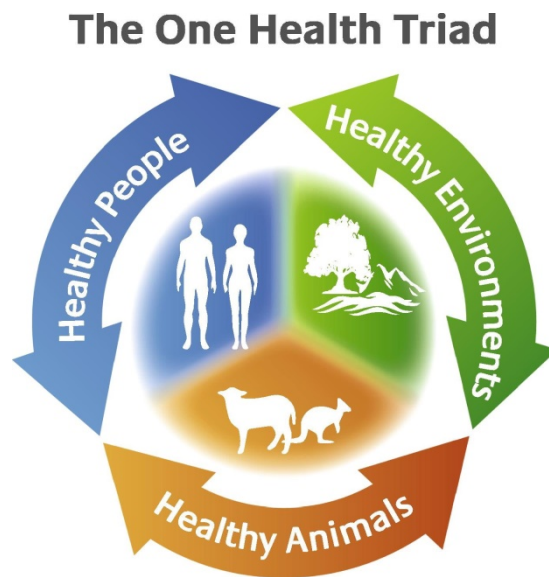 The One Health Triad
Healthy People
Healthy Environments
Healthy Animals